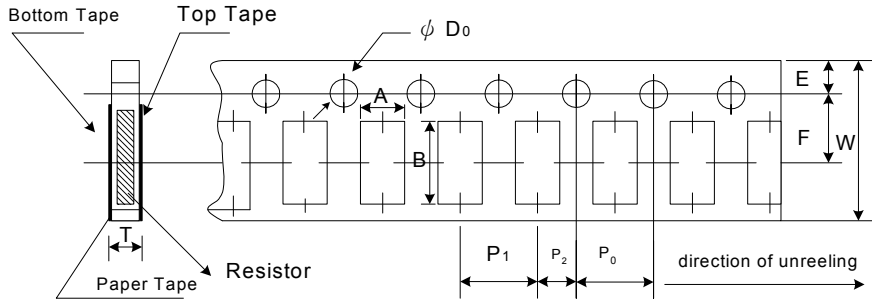 Bottom Tape
Top Tape
ψ D0
E
A
F
W
B
T
P1
P2
P0
Resistor
direction of unreeling
Paper Tape